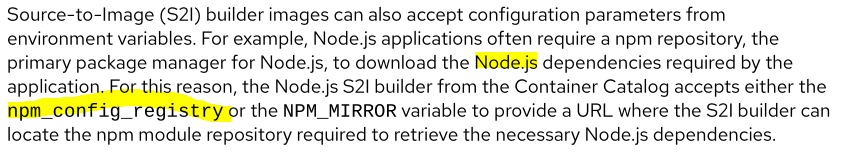 Source-to-Image (S2I) builder images can also accept configuration parameters from
environment variables. For example, Node.js applications often require a npm repository, the
primary package manager for Node.js, to download the Node.js dependencies required by the
application. For this reason, the Node.js S2I builder from the Container Catalog accepts either the
npm_config_registry or the NPM_MIRROR variable to provide a URL where the S2I builder can
locate the npm module repository required to retrieve the necessary Node.js dependencies.